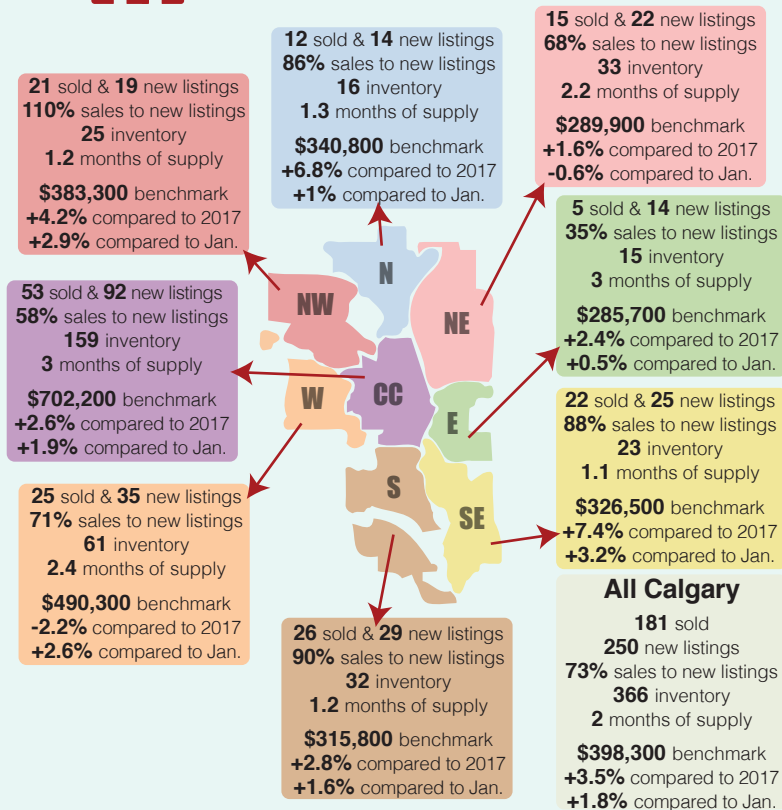 12 sold & 14 new listings
86% sales to new listings
16 inventory
1.3 months of supply
$340,800 benchmark
+6.8% compared to 2017
+1% compared to Jan.
15 sold & 22 new listings
68% sales to new listings
33 inventory
2.2 months of supply
$289,900 benchmark
+1.6% compared to 2017
-0.6% compared to Jan.
21 sold & 19 new listings
110% sales to new listings
25 inventory
1.2 months of supply
$383,300 benchmark
+4.2% compared to 2017
+2.9% compared to Jan.
5 sold & 14 new listings
35% sales to new listings
15 inventory
3 months of supply
$285,700 benchmark
+2.4% compared to 2017
+0.5% compared to Jan.
N
NW
NE
53 sold & 92 new listings
58% sales to new listings
159 inventory
3 months of supply
$702,200 benchmark
+2.6% compared to 2017
+1.9% compared to Jan.
W
CC
E
22 sold & 25 new listings
88% sales to new listings
23 inventory
1.1 months of supply
$326,500 benchmark
+7.4% compared to 2017
+3.2% compared to Jan.
S
SE
25 sold & 35 new listings
71% sales to new listings
61 inventory
2.4 months of supply
$490,300 benchmark
-2.2% compared to 2017
+2.6% compared to Jan.
26 sold & 29 new listings
90% sales to new listings
32 inventory
1.2 months of supply
$315,800 benchmark
+2.8% compared to 2017
+1.6% compared to Jan.
All Calgary
181 sold
250 new listings
73% sales to new listings
366 inventory
2 months of supply
$398,300 benchmark
+3.5% compared to 2017
+1.8% compared to Jan.